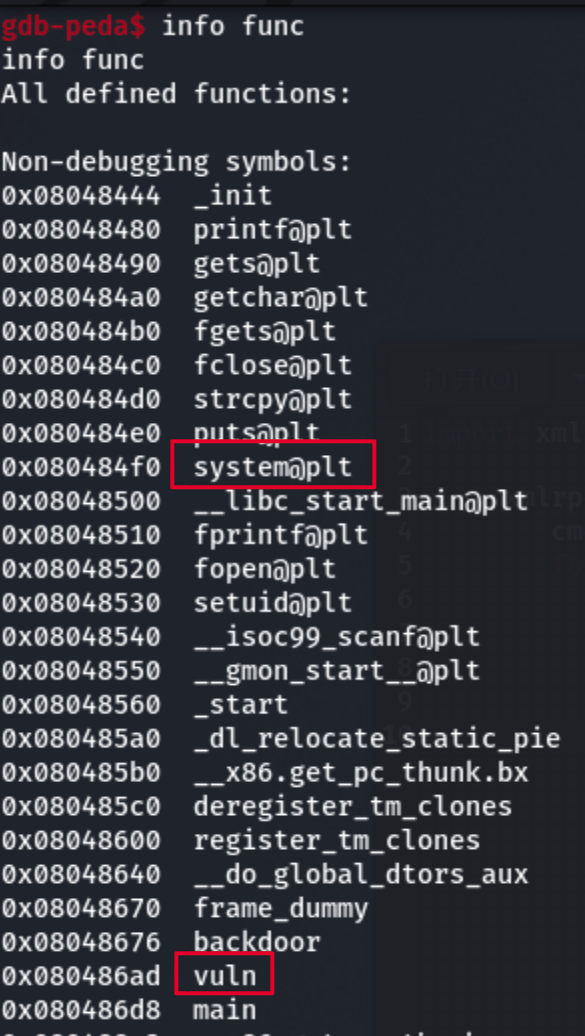 gdb-peda$ info func
info func
All defined functions:
Non-debugging symbols:
0x08048444 _init
0x08048480 printf@plt
0x08048490 gets@plt
0x080484a0 getchar@plt
0x080484b0 fgets@plt
0x080484c0 fclose@plt
0x080484d0 strcpy@plt
0x080484e0 puts@plt
0x080484f0 system@plt
0x08048500 __libc_start_main@plt
0x08048510 fprintf@plt
0x08048520 fopen@plt
0x08048530 setuid@plt
0x08048540 __isoc99_scanf@plt
0x08048550 __gmon_start__@plt
0x08048560 _start
0x080485a0 _dl_relocate_static_pie
0x080485b0 __x86.get_pc_thunk.bx
0x080485c0 deregister_tm_clones
0x08048600 register_tm_clones
0x08048640 __do_global_dtors_aux
0x08048670 frame_dummy
0x08048676 backdoor
0x080486ad vuln
0x080486d8 main